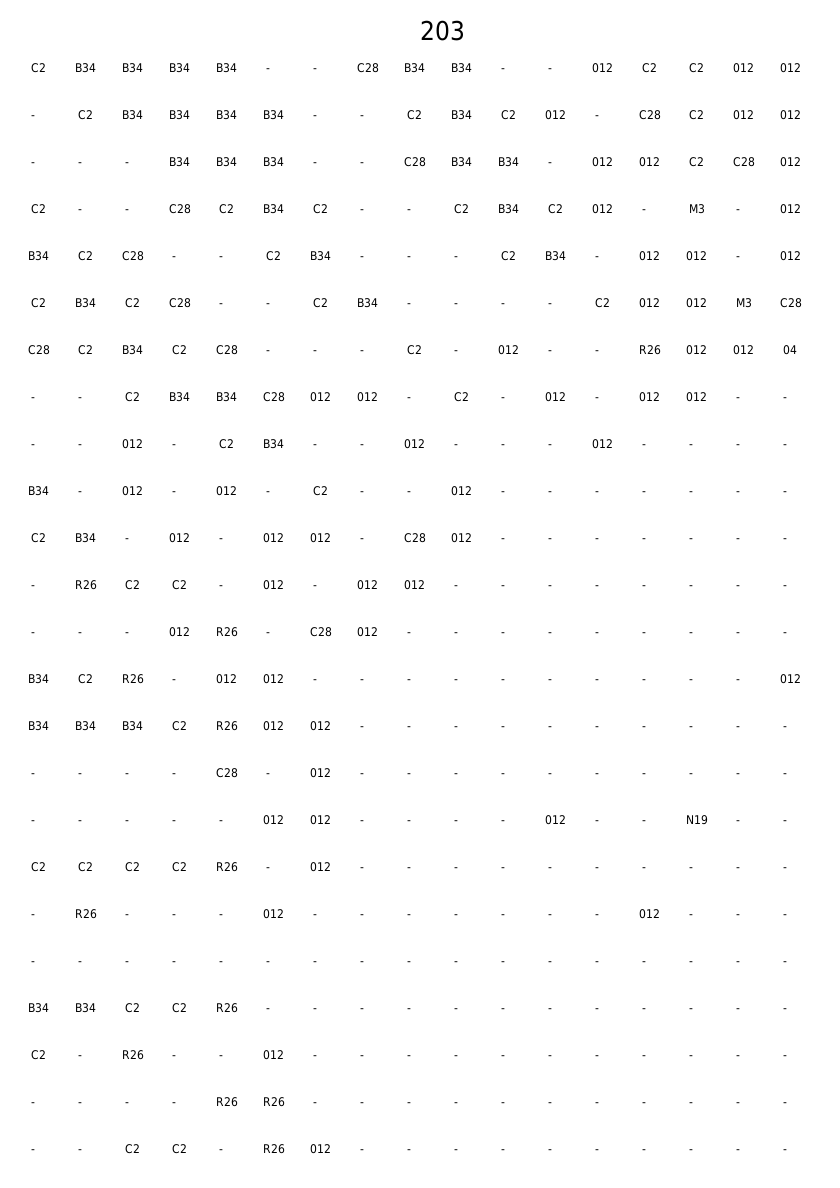 203
C2 B34 B34 B34 B34 - - C28 B34 B34 - - 012 C2 C2 012 012
- C2 B34 B34 B34 B34 - - C2 B34 C2 012 - C28 C2 012 012
- - - B34 B34 B34 - - C28 B34 B34 - 012 012 C2 C28 012
C2 - - C28 C2 B34 C2 - - C2 B34 C2 012 - M3 - 012
B34 C2 C28 - - C2 B34 - - - C2 B34 - 012 012 - 012
C2 B34 C2 C28 - - C2 B34 - - - - C2 012 012 M3 C28
C28 C2 B34 C2 C28 - - - C2 - 012 - - R26 012 012 04
- - C2 B34 B34 C28 012 012 - C2 - 012 - 012 012 - -
- - 012 - C2 B34 - - 012 - - - 012 - - - -
B34 - 012 - 012 - C2 - - 012 - - - - - - -
C2 B34 - 012 - 012 012 - C28 012 - - - - - - -
- R26 C2 C2 - 012 - 012 012 - - - - - - - -
- - - 012 R26 - C28 012 - - - - - - - - -
B34 C2 R26 - 012 012 - - - - - - - - - - 012
B34 B34 B34 C2 R26 012 012 - - - - - - - - - -
- - - - C28 - 012 - - - - - - - - - -
- - - - - 012 012 - - - - 012 - - N19 - -
C2 C2 C2 C2 R26 - 012 - - - - - - - - - -
- R26 - - - 012 - - - - - - - 012 - - -
- - - - - - - - - - - - - - - - -
B34 B34 C2 C2 R26 - - - - - - - - - - - -
C2 - R26 - - 012 - - - - - - - - - - -
- - - - R26 R26 - - - - - - - - - - -
- - C2 C2 - R26 012 - - - - - - - - - -